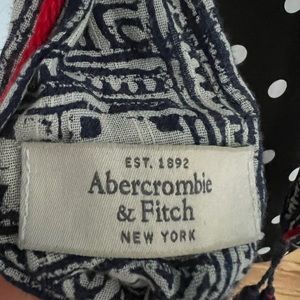 EST. 1892
Abercrombie
& Fitch
NEW YORK